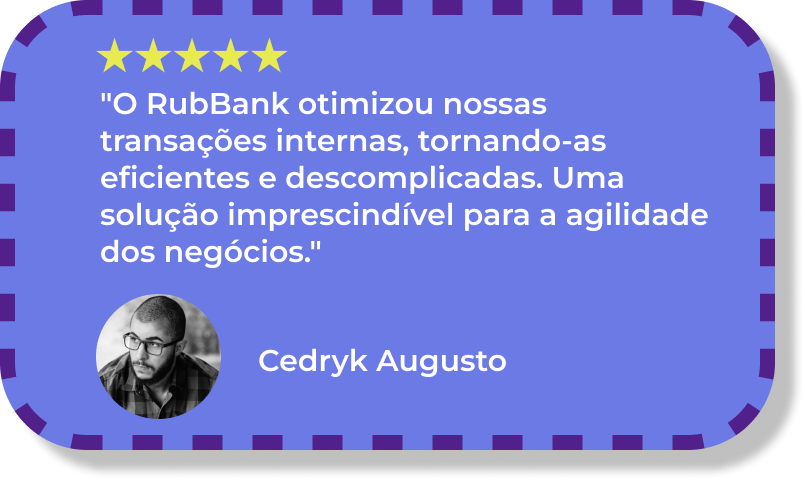 "O RubBank otimizou nossas
transações internas, tornando-as
eficientes e descomplicadas. Uma
solução imprescindível para a agilidade
dos negócios."
Cedryk Augusto